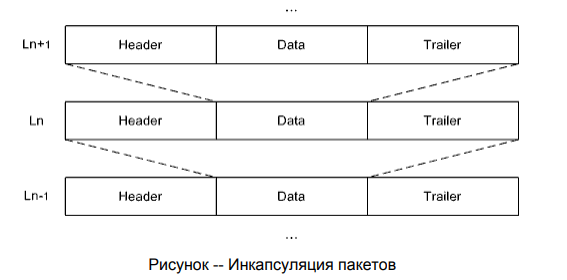 ...
Ln+1 Header Data Trailer
Ln Header Data Trailer
Ln-1 Header Data Trailer
...
Рисунок -- Инкапсуляция пакетов